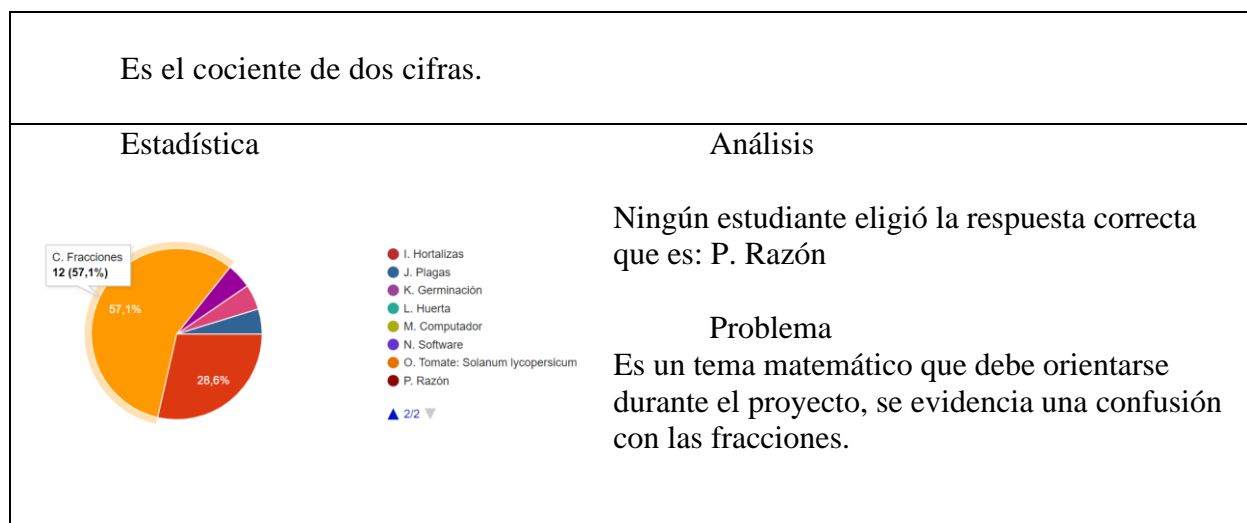 Es el cociente de dos cifras.
Estadística
C. Fracciones
12 (57,1%)
57,1%
28,6%
I. Hortalizas
J. Plagas
K. Germinación
L. Huerta
M. Computador
N. Software
O. Tomate: Solanum lycopersicum
P. Razón
2/2
Análisis
Ningún estudiante eligió la respuesta correcta
que es: P. Razón
Problema
Es un tema matemático que debe orientarse
durante el proyecto, se evidencia una confusión
con las fracciones.